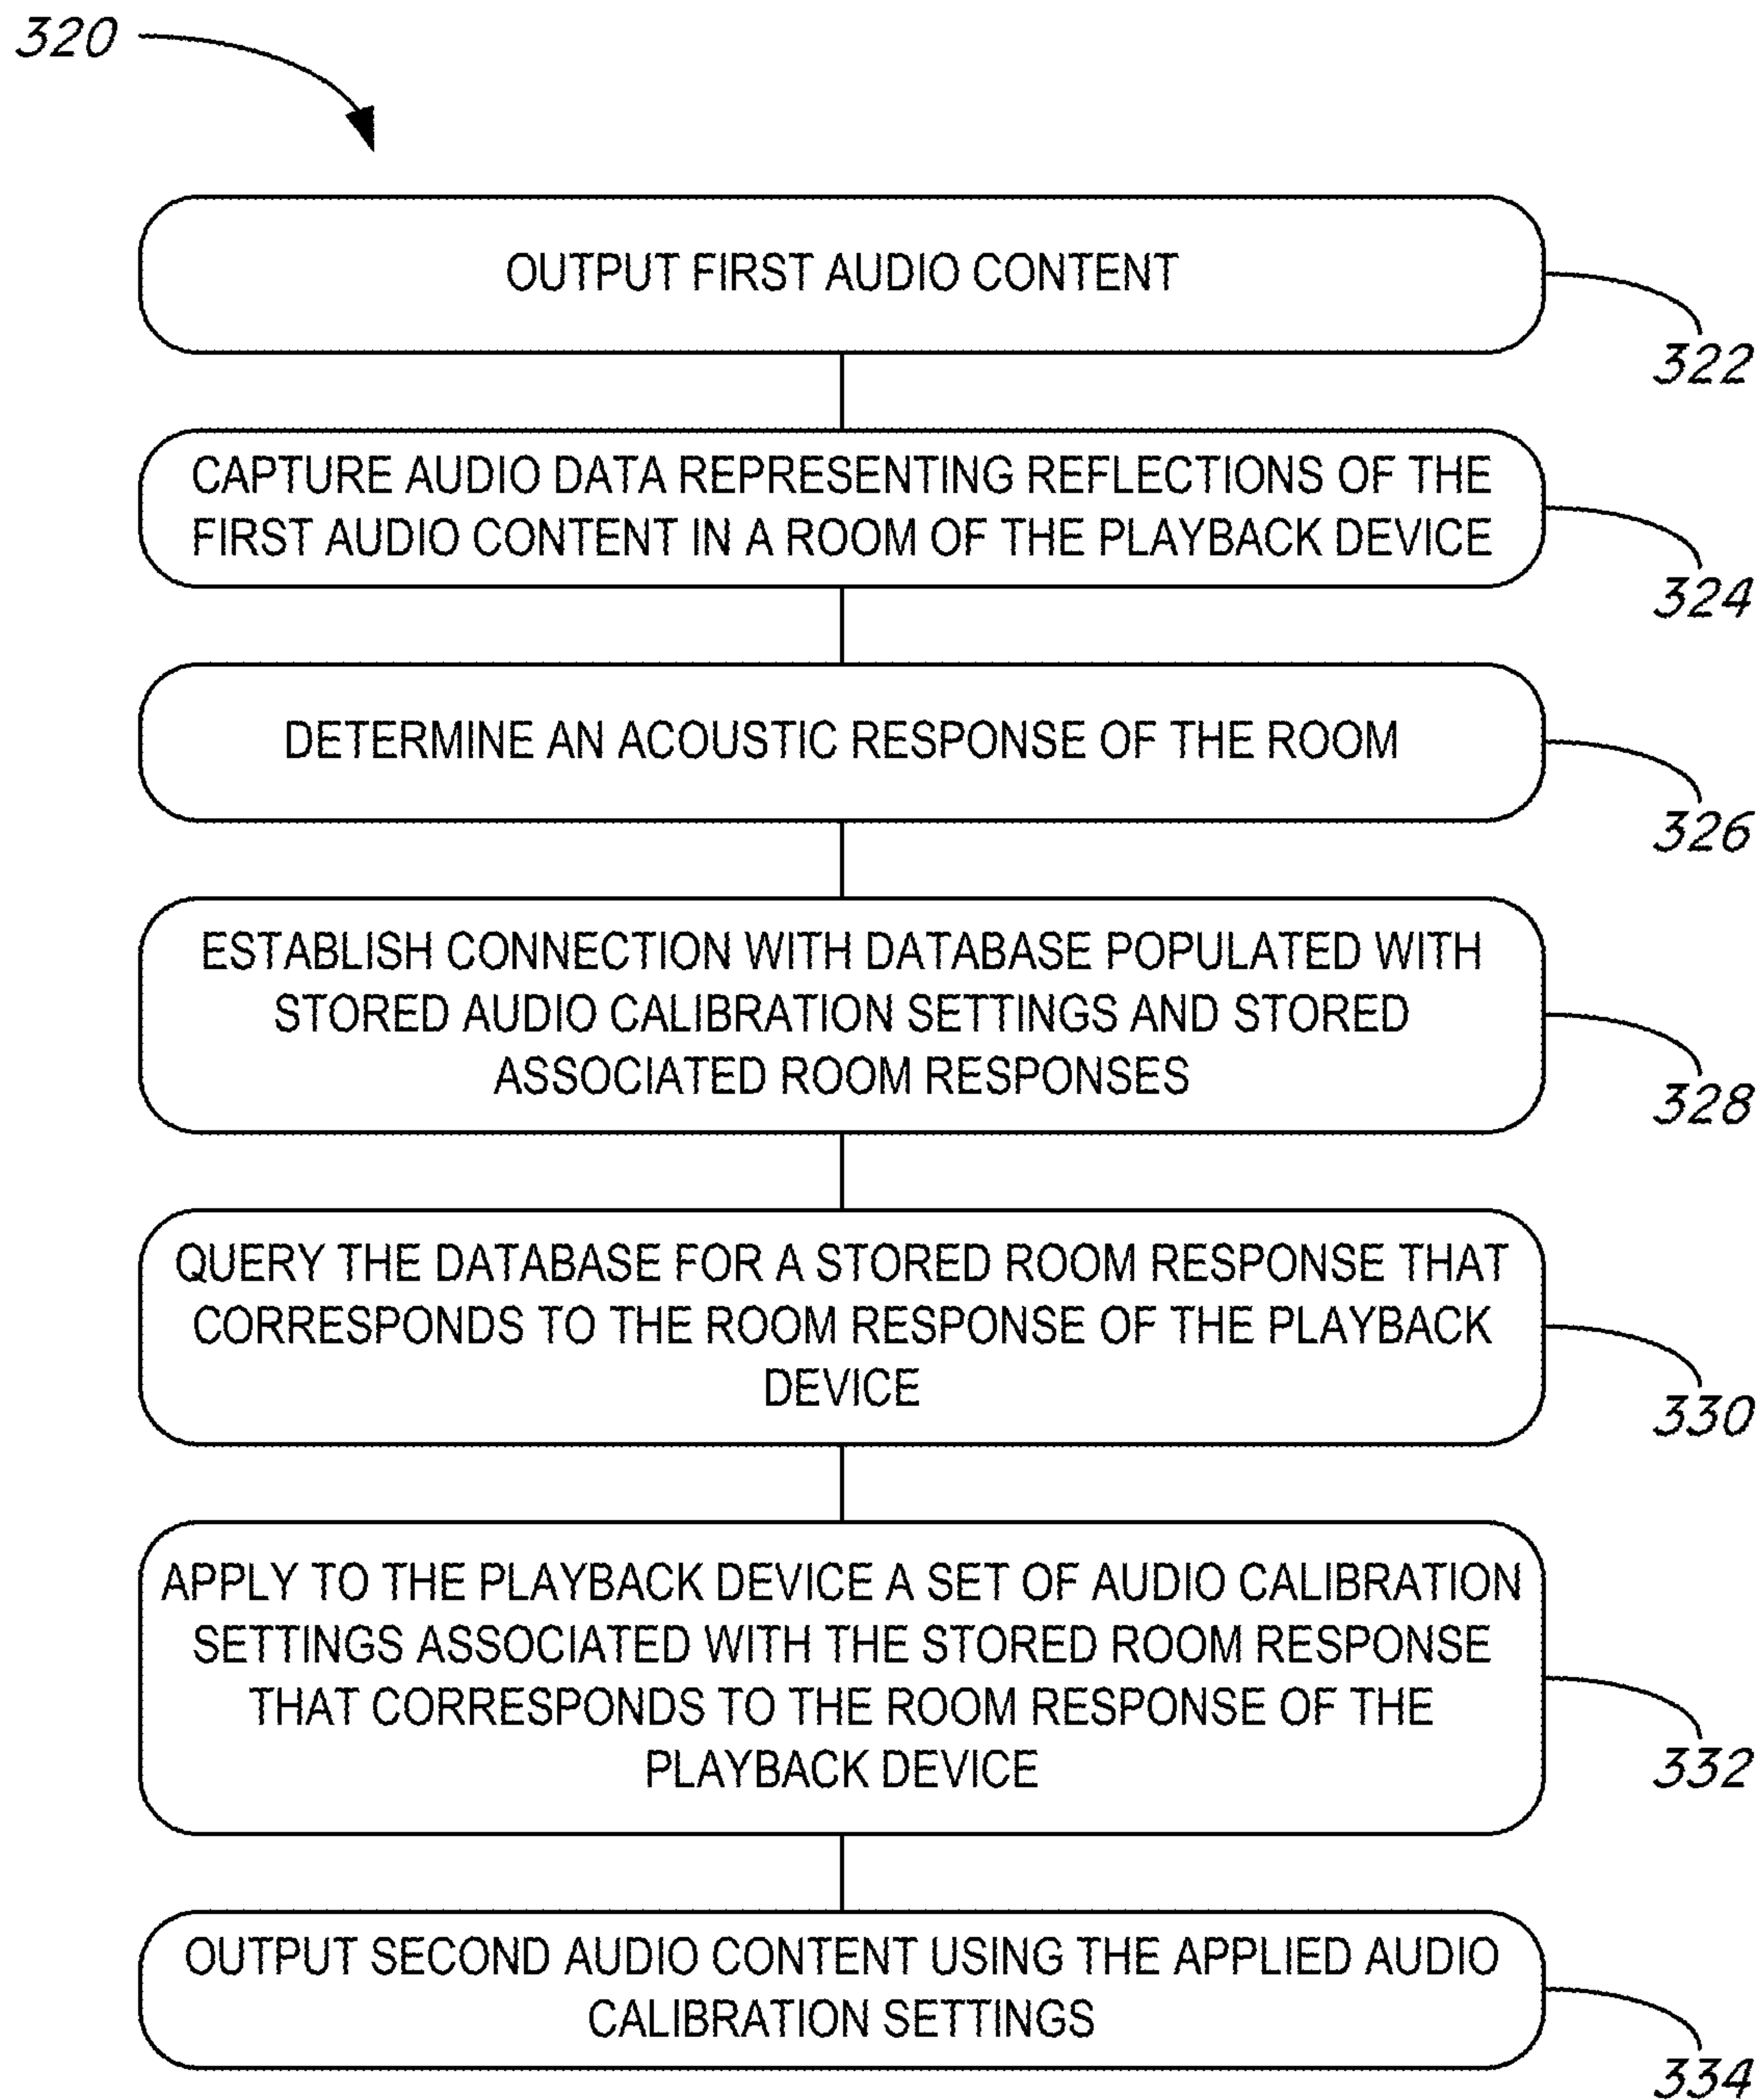 320
OUTPUT FIRST AUDIO CONTENT
322
CAPTURE AUDIO DATA REPRESENTING REFLECTIONS OF THE
FIRST AUDIO CONTENT IN A ROOM OF THE PLAYBACK DEVICE
324
DETERMINE AN ACOUSTIC RESPONSE OF THE ROOM
326
ESTABLISH CONNECTION WITH DATABASE POPULATED WITH
STORED AUDIO CALIBRATION SETTINGS AND STORED
ASSOCIATED ROOM RESPONSES
328
QUERY THE DATABASE FOR A STORED ROOM RESPONSE THAT
CORRESPONDS TO THE ROOM RESPONSE OF THE PLAYBACK
DEVICE
330
APPLY TO THE PLAYBACK DEVICE A SET OF AUDIO CALIBRATION
SETTINGS ASSOCIATED WITH THE STORED ROOM RESPONSE
THAT CORRESPONDS TO THE ROOM RESPONSE OF THE
PLAYBACK DEVICE
332
OUTPUT SECOND AUDIO CONTENT USING THE APPLIED AUDIO
CALIBRATION SETTINGS
334